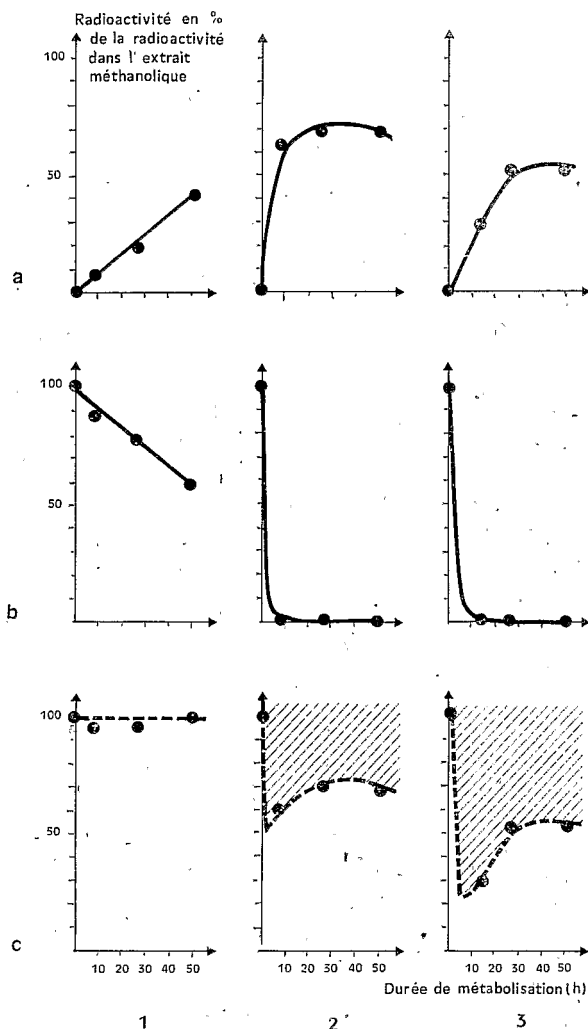 Radioactivité en %
de la radioactivité
dans l'extrait
méthanolique
100
50
a
100
50
b
100
50
c
10 20 30 40 50
10 20 30 40 50
10 20 30 40 50
Durée de métabolisation (h)
1 2 3